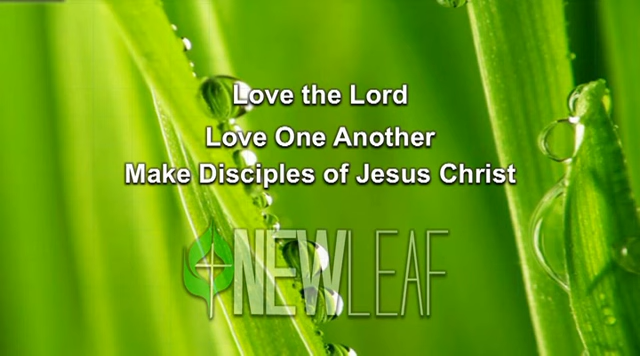 Love the Lord
Love One Another
Make Disciples of Jesus Christ
NEWLEAF